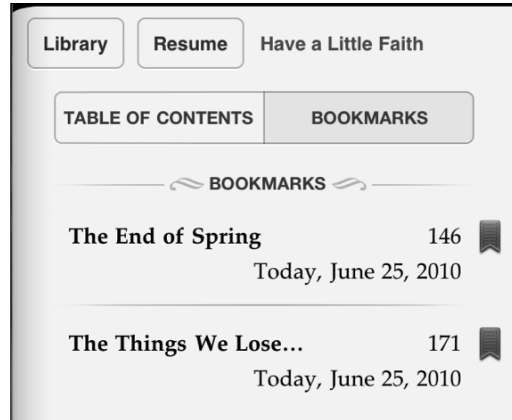 Library Resume Have a Little Faith
TABLE OF CONTENTS BOOKMARKS
BOOKMARKS
The End of Spring 146
Today, June 25, 2010
The Things We Lose... 171
Today, June 25, 2010